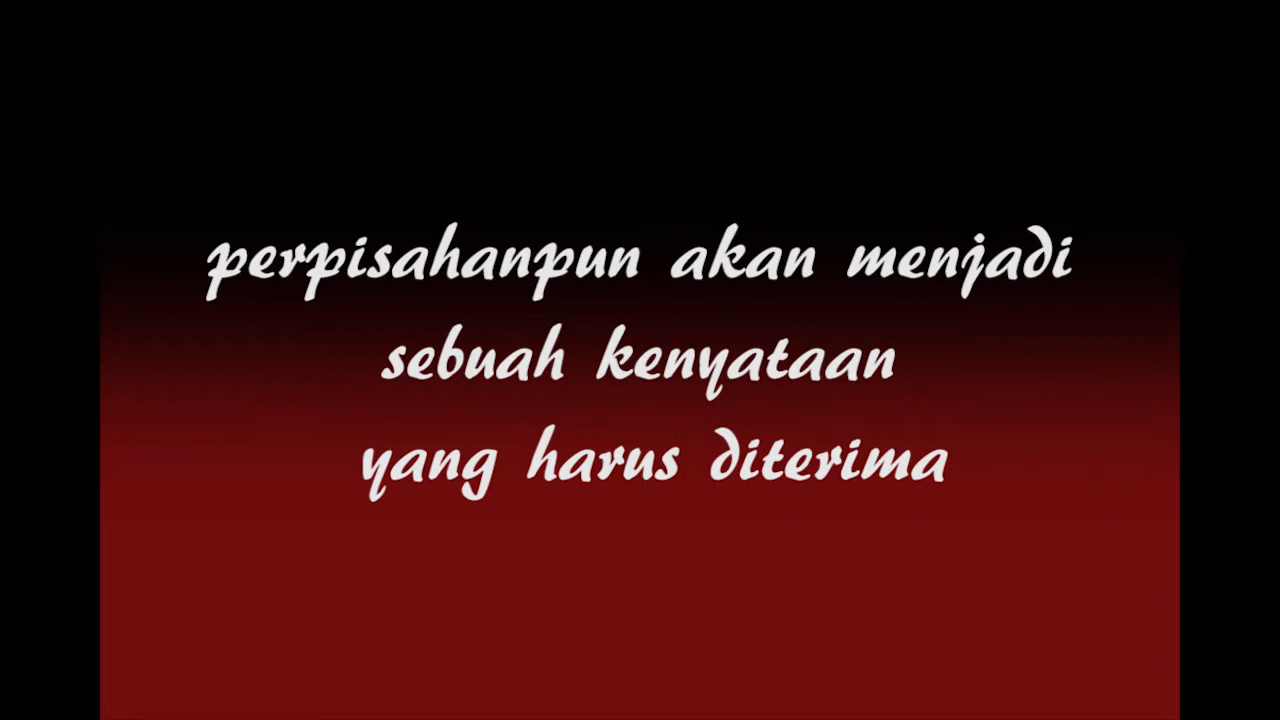 perpisahanpun akan menjadi
sebuah kenyataan
yang harus diterima